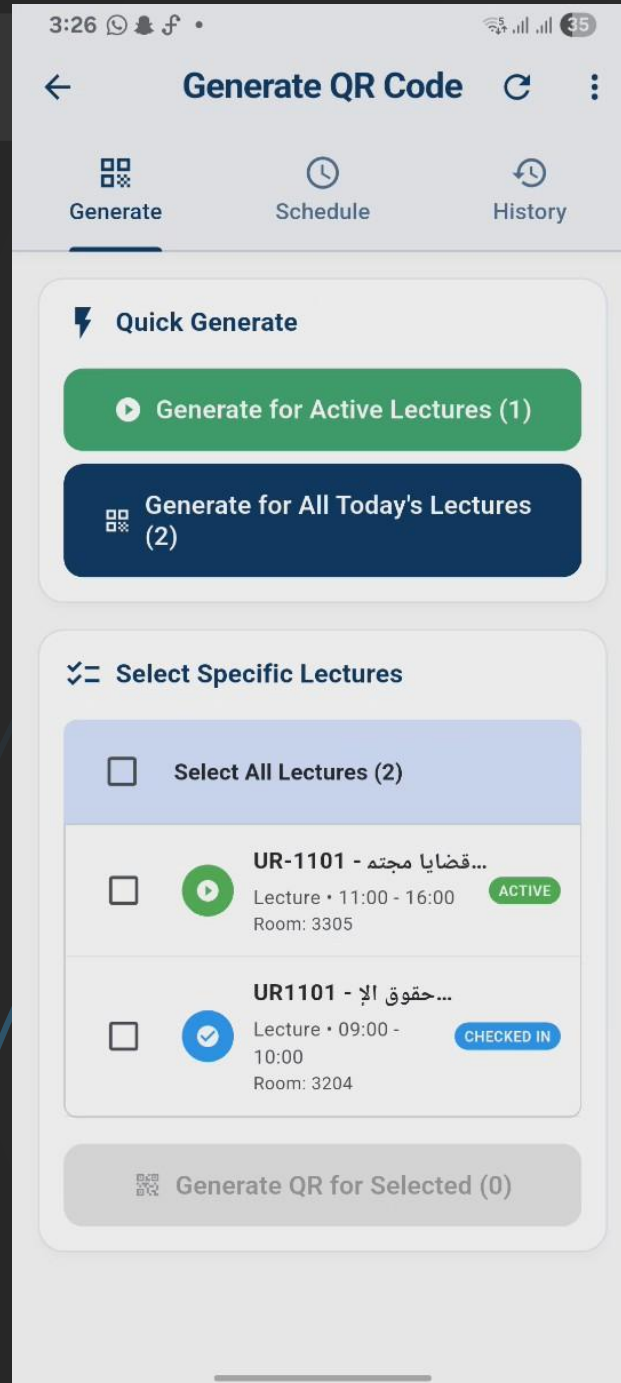 3:26 35
Generate QR Code
Generate Schedule History
Quick Generate
Generate for Active Lectures (1)
Generate for All Today's Lectures
(2)
Select Specific Lectures
Select All Lectures (2)
UR-1101 - قضايا مجتم...
Lecture • 11:00 - 16:00 ACTIVE
Room: 3305
UR1101 - حقوق الإ...
Lecture • 09:00 - CHECKED IN
10:00
Room: 3204
Generate QR for Selected (0)